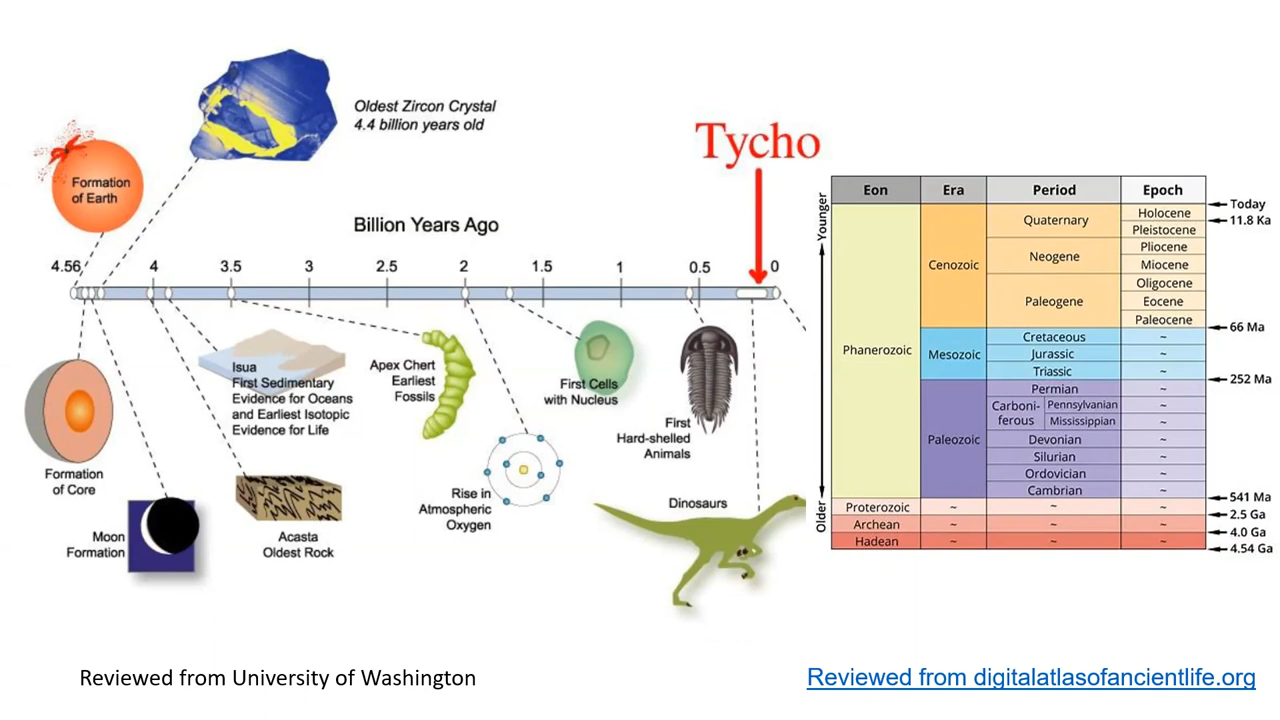 Oldest Zircon Crystal
4.4 billion years old
Formation
of Earth
Tycho
Billion Years Ago
4.56
4
3.5
3
2.5
2
1.5
1
0.5
0
Isua
First Sedimentary
Evidence for Oceans
and Earliest Isotopic
Evidence for Life
Apex Chert
Earliest
Fossils
First Cells
with Nucleus
First
Hard-shelled
Animals
Formation
of Core
Moon
Formation
Acasta
Oldest Rock
Rise in
Atmospheric
Oxygen
Dinosaurs
Younger
Older
Eon Era Period Epoch
Phanerozoic
Cenozoic
Quaternary
Holocene
Pleistocene
Neogene
Pliocene
Miocene
Paleogene
Oligocene
Eocene
Paleocene
Mesozoic
Cretaceous ~
Jurassic ~
Triassic ~
Paleozoic
Permian ~
Carboni-
ferous
Pennsylvanian ~
Mississippian ~
Devonian ~
Silurian ~
Ordovician ~
Cambrian ~
Proterozoic ~ ~ ~
Archean ~ ~ ~
Hadean ~ ~ ~
Today
11.8 Ka
66 Ma
252 Ma
541 Ma
2.5 Ga
4.0 Ga
4.54 Ga
Reviewed from University of Washington
Reviewed from digitalatlasofancientlife.org